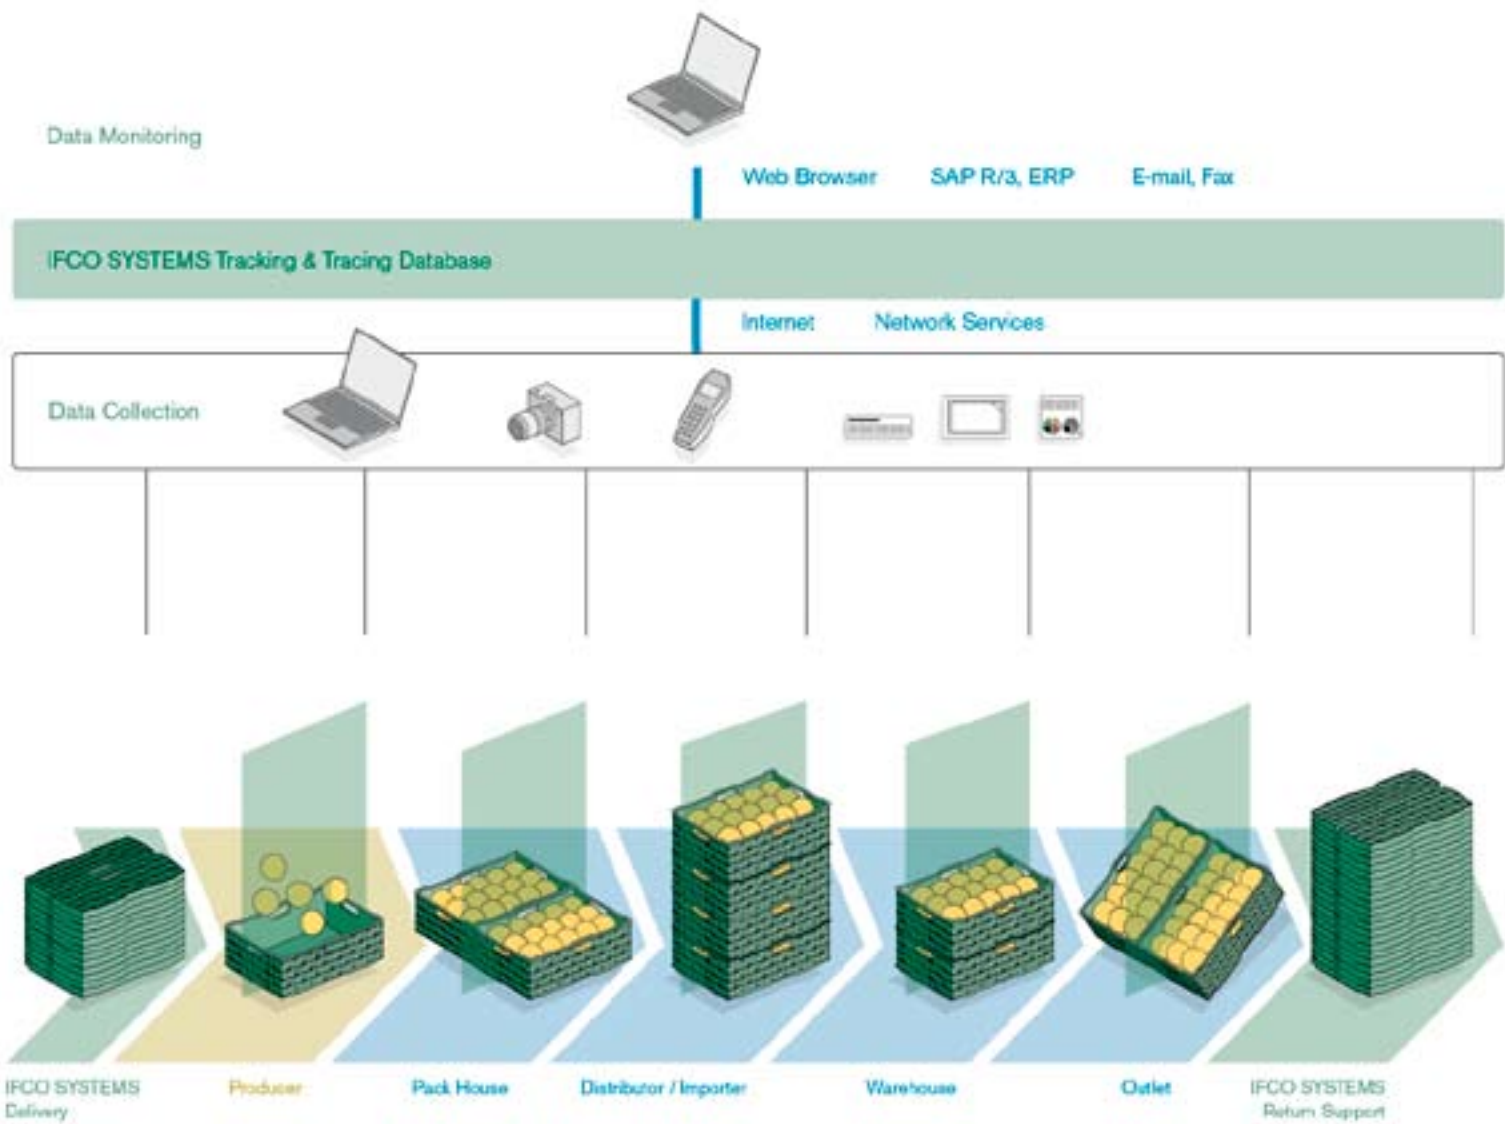 Data Monitoring
Web Browser SAP R/3, ERP E-mail, Fax
IFCO SYSTEMS Tracking & Tracing Database
Internet Network Services
Data Collection
IFCO SYSTEMS
Delivery
Producer
Pack House
Distributor / Importer
Warehouse
Outlet
IFCO SYSTEMS
Return Support